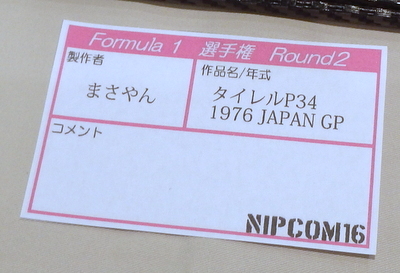 Formula 1 選手権 Round2
製作者
まさやん
作品名/年式
タイレルP34
1976 JAPAN GP
コメント
NIPCOM16